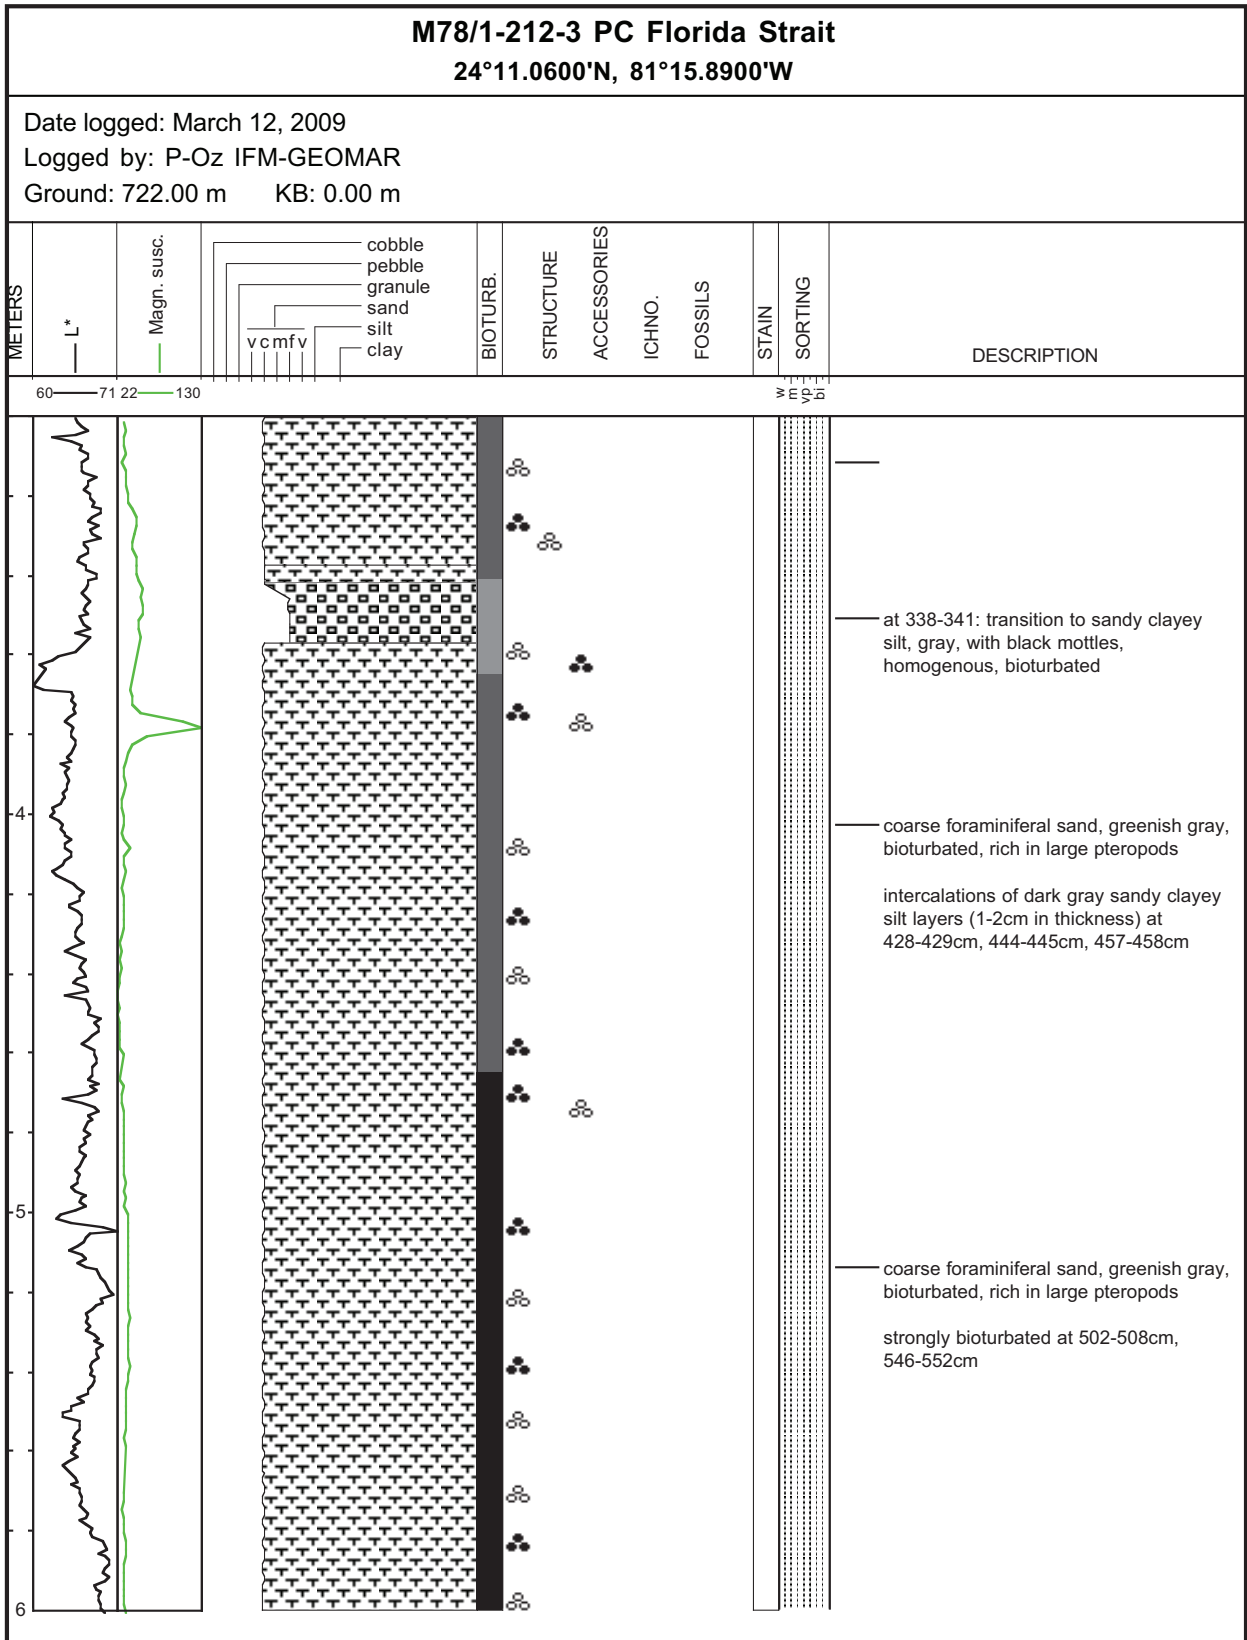 M78/1-212-3 PC Florida Strait
24°11.0600'N, 81°15.8900'W
Date logged: March 12, 2009
Logged by: P-Oz IFM-GEOMAR
Ground: 722.00 m KB: 0.00 m
METERS
L*
Magn. susc.
cobble
pebble
granule
sand
silt
clay
v c m f v
BIOTURB.
STRUCTURE
ACCESSORIES
ICHNO.
FOSSILS
STAIN
SORTING
DESCRIPTION
60 71 22 130
w
m
vp
bi
at 338-341: transition to sandy clayey
silt, gray, with black mottles,
homogenous, bioturbated
4
coarse foraminiferal sand, greenish gray,
bioturbated, rich in large pteropods
intercalations of dark gray sandy clayey
silt layers (1-2cm in thickness) at
428-429cm, 444-445cm, 457-458cm
5
coarse foraminiferal sand, greenish gray,
bioturbated, rich in large pteropods
strongly bioturbated at 502-508cm,
546-552cm
6